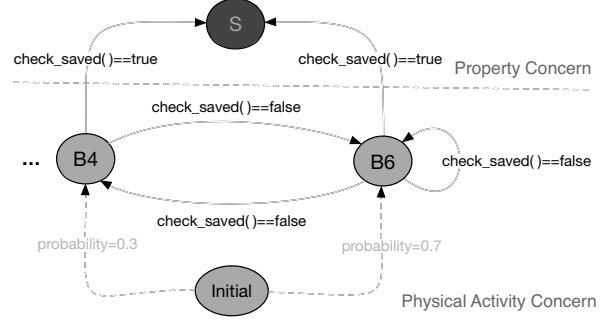 S
check_saved()==true
check_saved()==true
Property Concern
check_saved()==false
... B4
B6
check_saved()==false
check_saved()==false
probability=0.3
probability=0.7
Initial
Physical Activity Concern